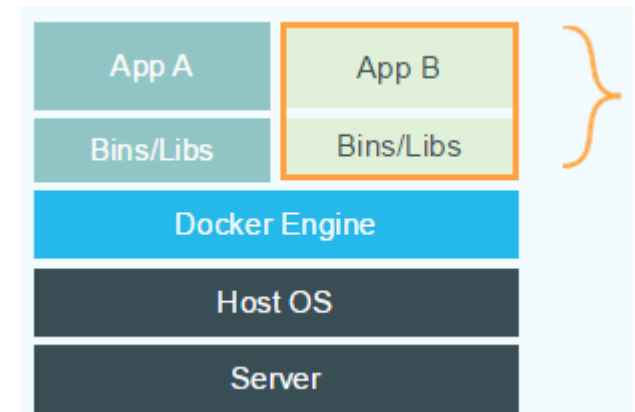 App A
App B
Bins/Libs
Bins/Libs
Docker Engine
Host OS
Server